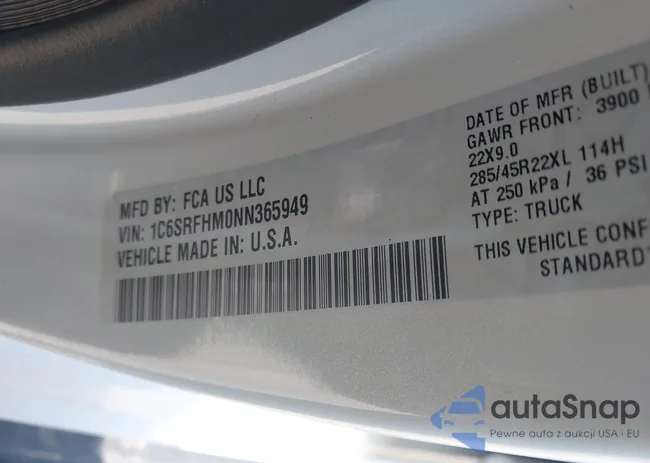 MFD BY: FCA US LLC
VIN: 1C6SRFHM0NN365949
VEHICLE MADE IN: U.S.A.
DATE OF MFR (BUILT)
GAWR FRONT: 3900
22X9.0
285/45R22XL 114H
AT 250 kPa / 36 PSI
TYPE: TRUCK
THIS VEHICLE CONF
STANDARD
autaSnap
Pewne auta z aukcji USA i EU